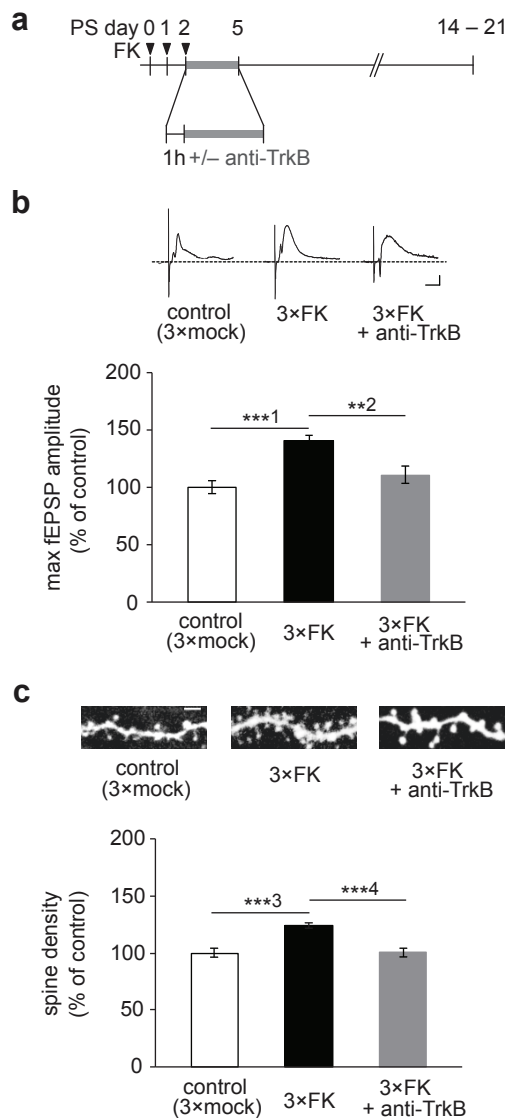 a
PS day 0 1 2 5 14 – 21
FK
1h +/– anti-TrkB
b
control 3×FK 3×FK
(3×mock) + anti-TrkB
200
***1 **2
150
100
50
0
max fEPSP amplitude
(% of control)
control 3×FK 3×FK
(3×mock) + anti-TrkB
c
control 3×FK 3×FK
(3×mock) + anti-TrkB
200
150
***3 ***4
100
50
0
spine density
(% of control)
control 3×FK 3×FK
(3×mock) + anti-TrkB